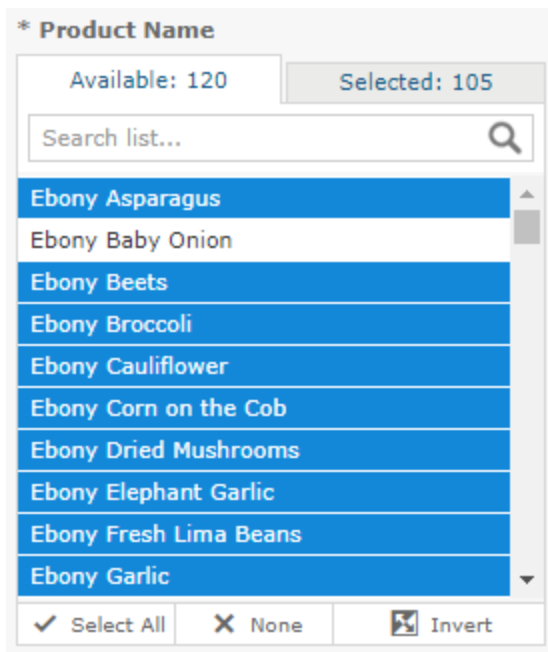 * Product Name
Available: 120 Selected: 105
Search list...
Ebony Asparagus
Ebony Baby Onion
Ebony Beets
Ebony Broccoli
Ebony Cauliflower
Ebony Corn on the Cob
Ebony Dried Mushrooms
Ebony Elephant Garlic
Ebony Fresh Lima Beans
Ebony Garlic
Select All None Invert